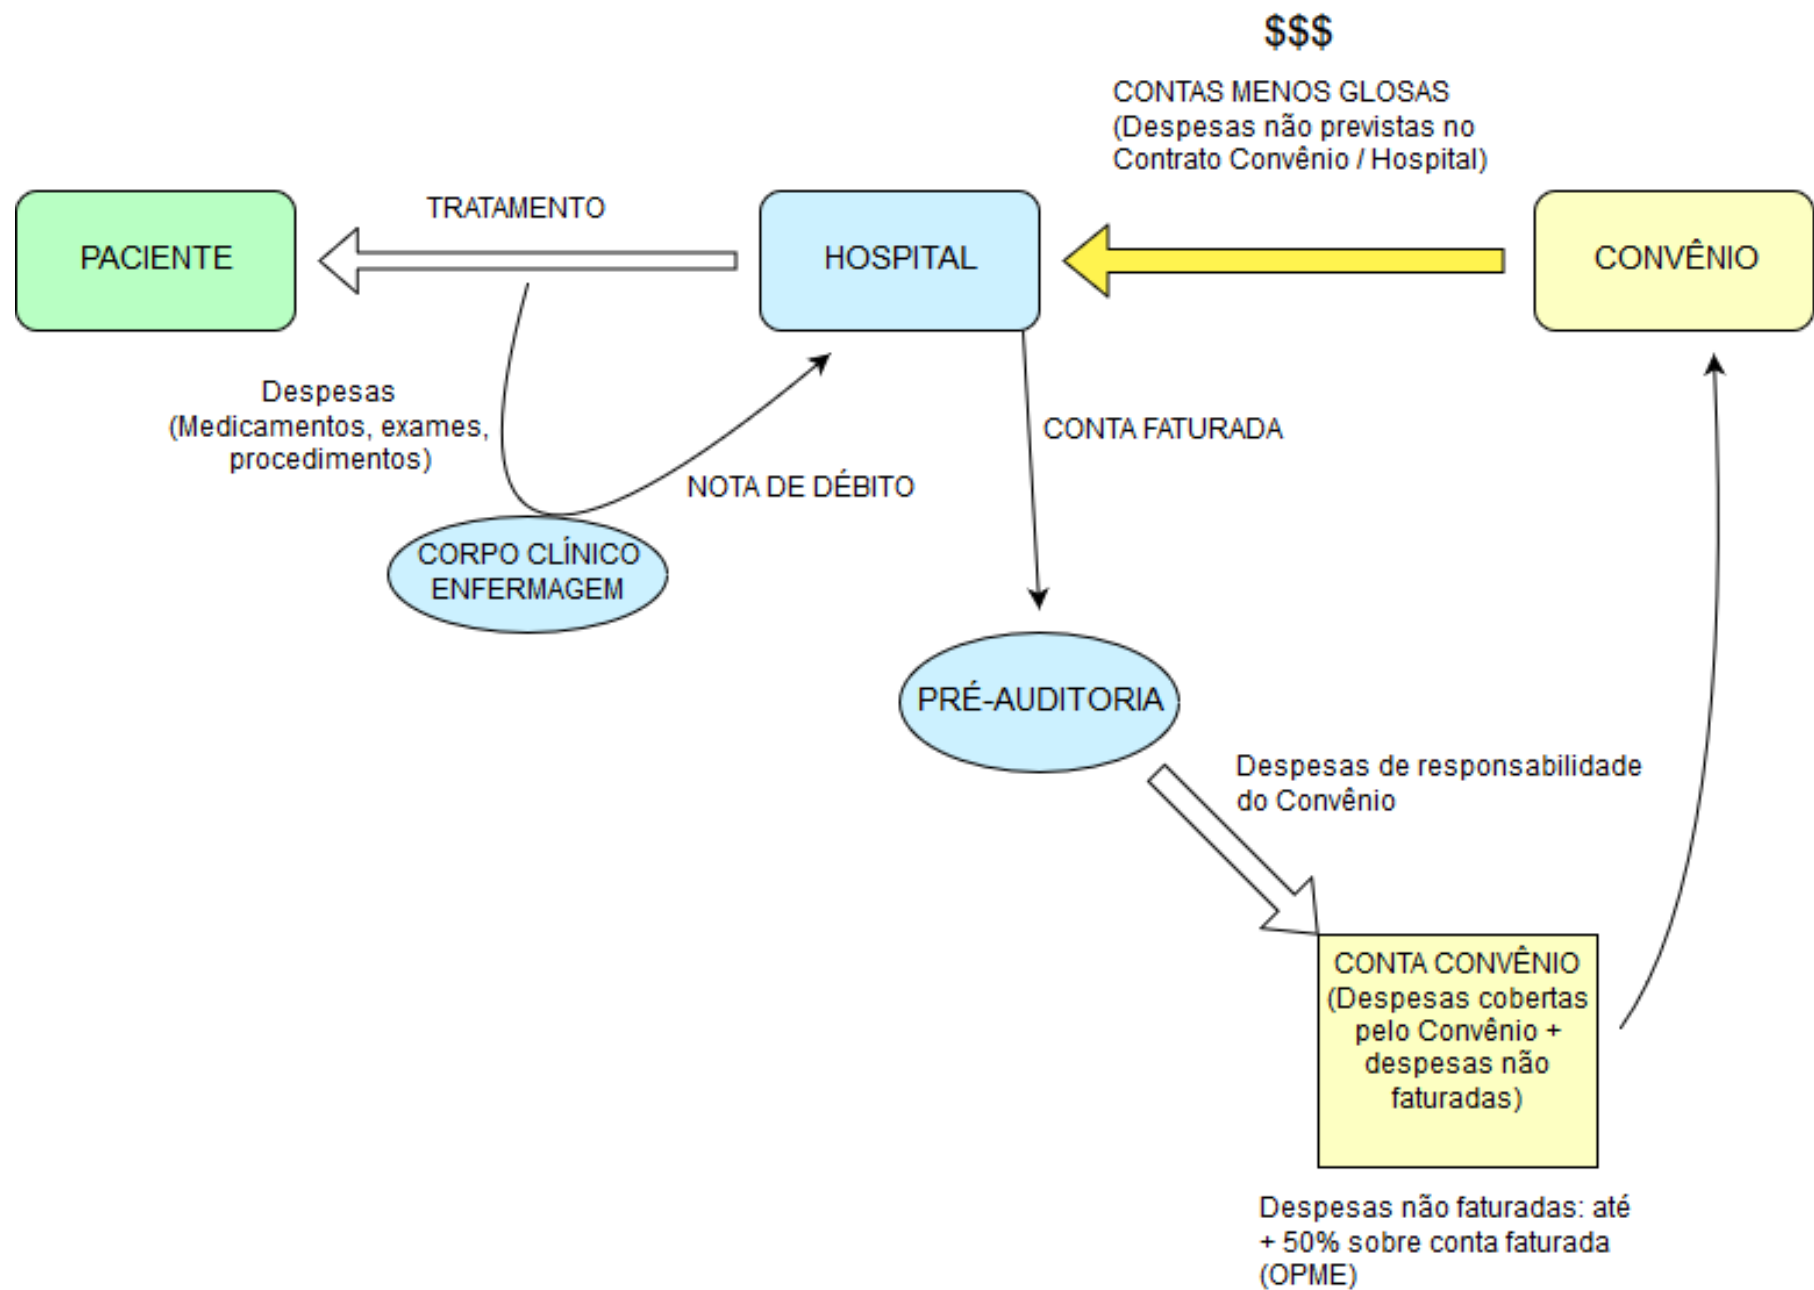 $$$
CONTAS MENOS GLOSAS
(Despesas não previstas no
Contrato Convênio / Hospital)
PACIENTE
TRATAMENTO
HOSPITAL
CONVÊNIO
Despesas
(Medicamentos, exames,
procedimentos)
NOTA DE DÉBITO
CONTA FATURADA
CORPO CLÍNICO
ENFERMAGEM
PRÉ-AUDITORIA
Despesas de responsabilidade
do Convênio
CONTA CONVÊNIO
(Despesas cobertas
pelo Convênio +
despesas não
faturadas)
Despesas não faturadas: até
+ 50% sobre conta faturada
(OPME)